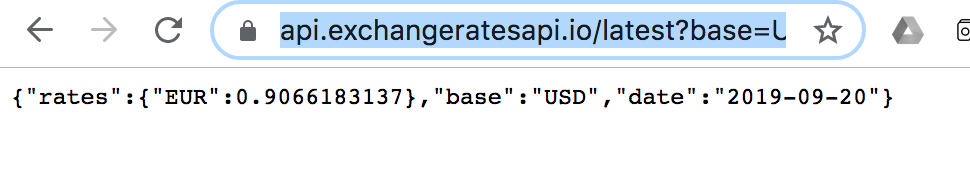 api.exchangeratesapi.io/latest?base=U
{"rates":{"EUR":0.9066183137},"base":"USD","date":"2019-09-20"}